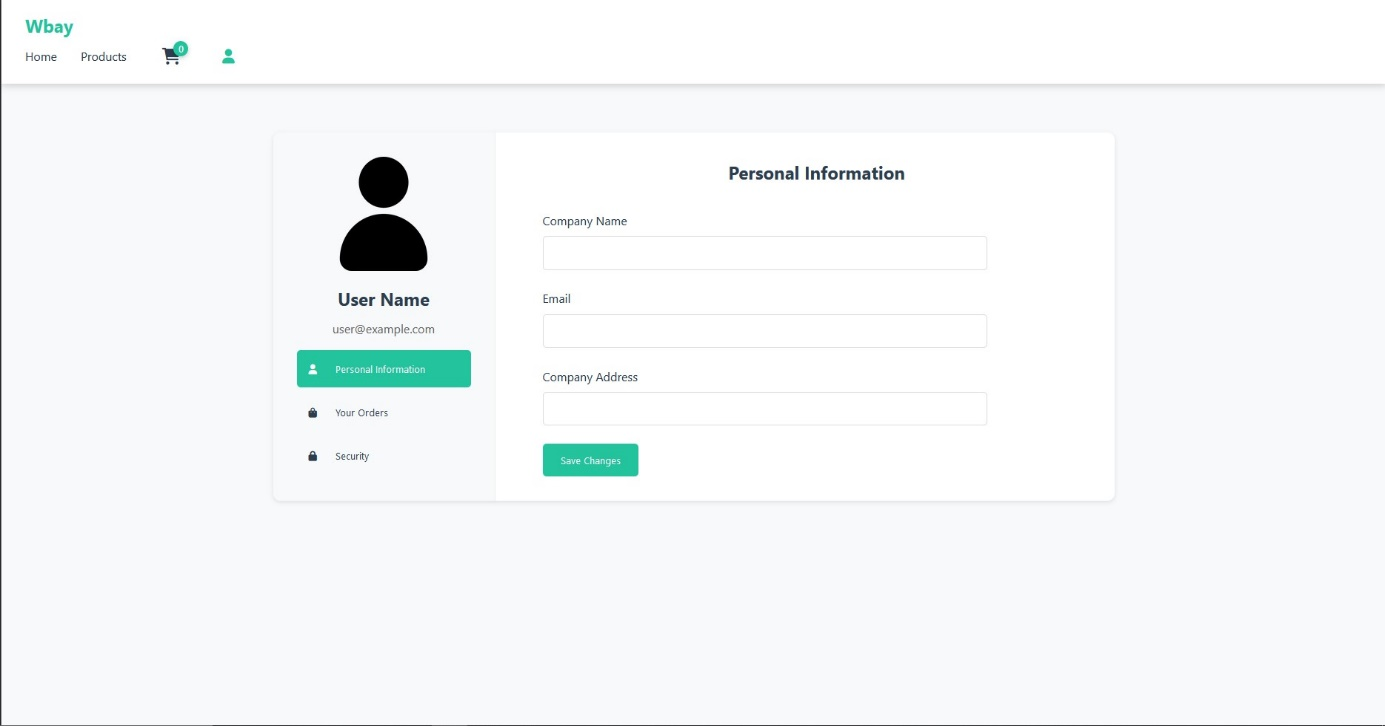 Wbay
Home Products 0
User Name
user@example.com
Personal Information
Your Orders
Security
Personal Information
Company Name
Email
Company Address
Save Changes